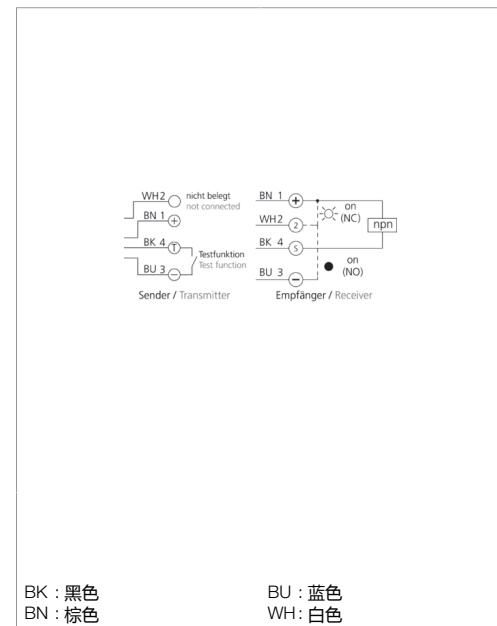 WH2 nicht belegt
not connected
BN 1 +
BK 4 T
Testfunktion
Test function
BU 3 −
Sender / Transmitter
BN 1 +
on
(NC)
WH2 2
npn
BK 4 S
on
(NO)
BU 3 −
Empfänger / Receiver
BK : 黑色
BN : 棕色
BU : 蓝色
WH : 白色